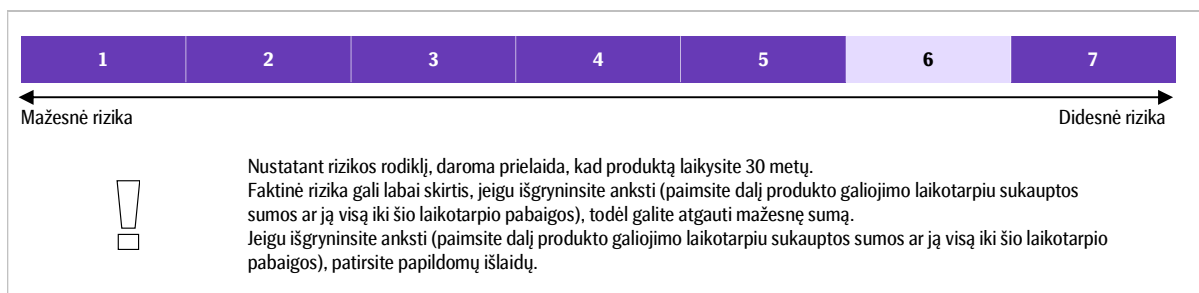 1 2 3 4 5 6 7
Mažesnė rizika Didesnė rizika
Nustatant rizikos rodiklį, daroma prielaida, kad produktą laikysite 30 metų.
Faktinė rizika gali labai skirtis, jeigu išgryninsite anksti (paimsite dalį produkto galiojimo laikotarpiu sukauptos
sumos ar ją visą iki šio laikotarpio pabaigos), todėl galite atgauti mažesnę sumą.
Jeigu išgryninsite anksti (paimsite dalį produkto galiojimo laikotarpiu sukauptos sumos ar ją visą iki šio laikotarpio
pabaigos), patirsite papildomų išlaidų.